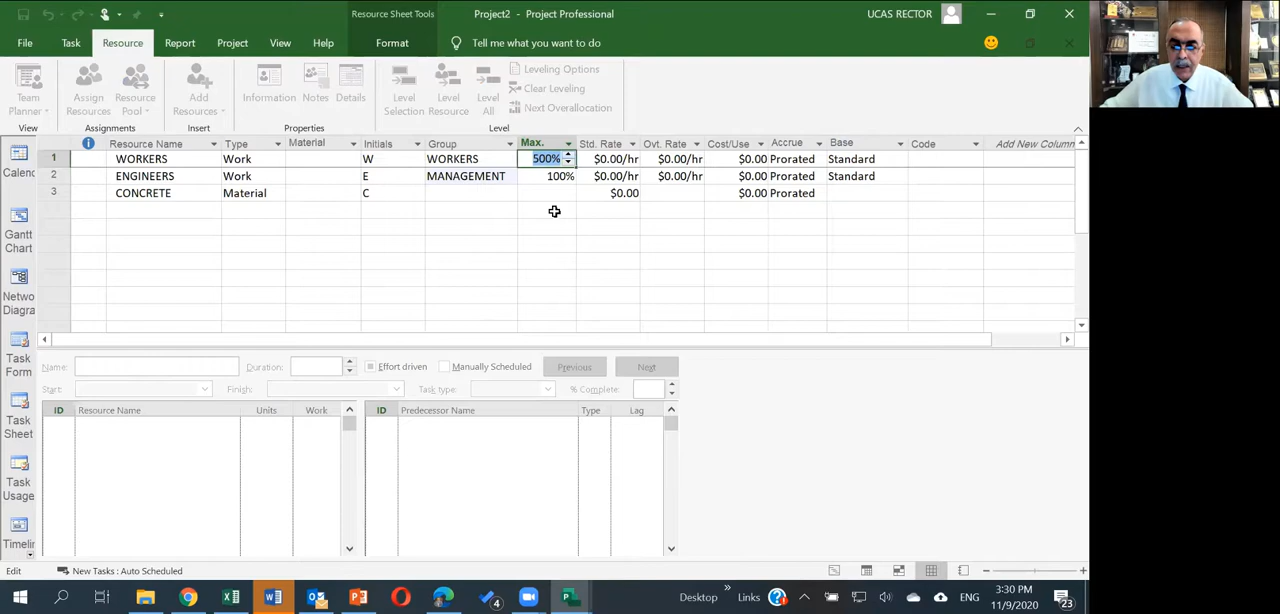 Resource Sheet Tools
Project2 - Project Professional
UCAS RECTOR
File Task Resource Report Project View Help Format Tell me what you want to do
Team Planner
Assign Resources
Resource Pool
Add Resources
Information
Notes
Details
Level Selection
Level Resource
Level All
Leveling Options
Clear Leveling
Next Overallocation
View Assignments Insert Properties Level
Resource Name Type Material Initials Group Max. Std. Rate Ovt. Rate Cost/Use Accrue Base Code Add New Column
1 WORKERS Work W WORKERS 500% $0.00/hr $0.00/hr $0.00 Prorated Standard
2 ENGINEERS Work E MANAGEMENT 100% $0.00/hr $0.00/hr $0.00 Prorated Standard
3 CONCRETE Material C $0.00 $0.00 Prorated
Calend
Gantt Chart
Netwo Diagra
Task Form
Task Sheet
Task Usage
Timeli
Name: Duration: Effort driven Manually Scheduled Previous Next
Start: Finish: Task type: % Complete:
ID Resource Name Units Work ID Predecessor Name Type Lag
Edit New Tasks : Auto Scheduled
4
Desktop » Links ENG
3:30 PM
11/9/2020
23